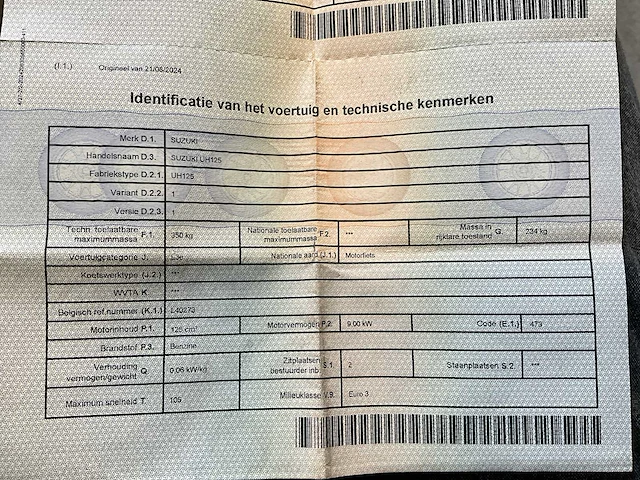 (I.1.) Origineel van 21/08/2024
Identificatie van het voertuig en technische kenmerken
Merk D.1. SUZUKI
Handelsnaam D.3. SUZUKI UH125
Fabriekstype D.2.1. UH125
Variant D.2.2. 1
Versie D.2.3. 1
Techn. toelaatbare maximummassa F.1. 350 kg Nationale toelaatbare maximummassa F.2. *** Massa in rijklare toestand G. 234 kg
Voertuigcategorie J. L3e Nationale aard (J.1.) Motorfiets
Koetswerktype (J.2.) ***
WVTA K. ***
Belgisch ref.nummer (K.1.)
Motorinhoud P.1. 125 cm³ Motorvermogen P.2. 9.00 kW Code (E.1.) 473
Brandstof P.3. Benzine
Verhouding vermogen/gewicht Q. 0.06 kW/kg Zitplaatsen bestuurder inb. S.1. 2 Staanplaatsen S.2. ***
Maximum snelheid T. 105 Milieuklasse V.9. Euro 3